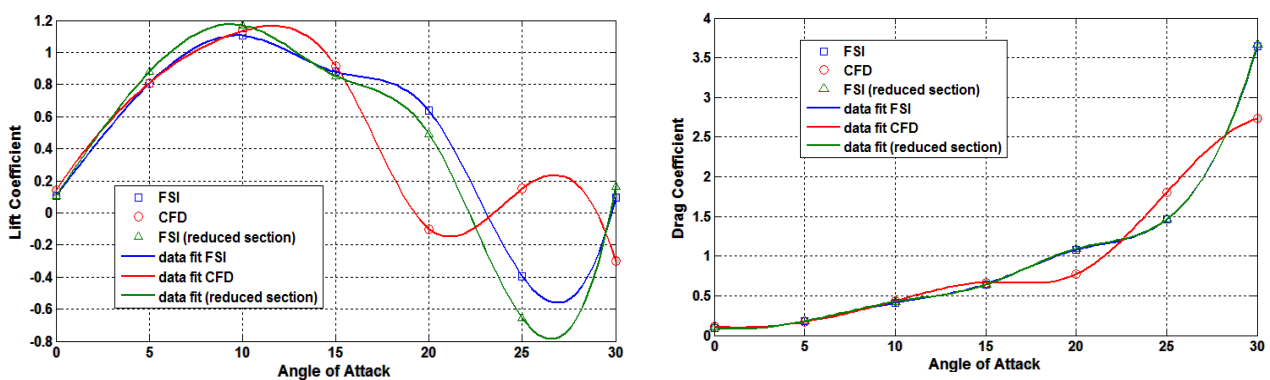 1.2
1
0.8
0.6
0.4
0.2
0
-0.2
-0.4
-0.6
-0.8
Lift Coefficient
FSI
CFD
FSI (reduced section)
data fit FSI
data fit CFD
data fit (reduced section)
0 5 10 15 20 25 30
Angle of Attack
4
3.5
3
2.5
2
1.5
1
0.5
0
Drag Coefficient
FSI
CFD
FSI (reduced section)
data fit FSI
data fit CFD
data fit (reduced section)
0 5 10 15 20 25 30
Angle of Attack